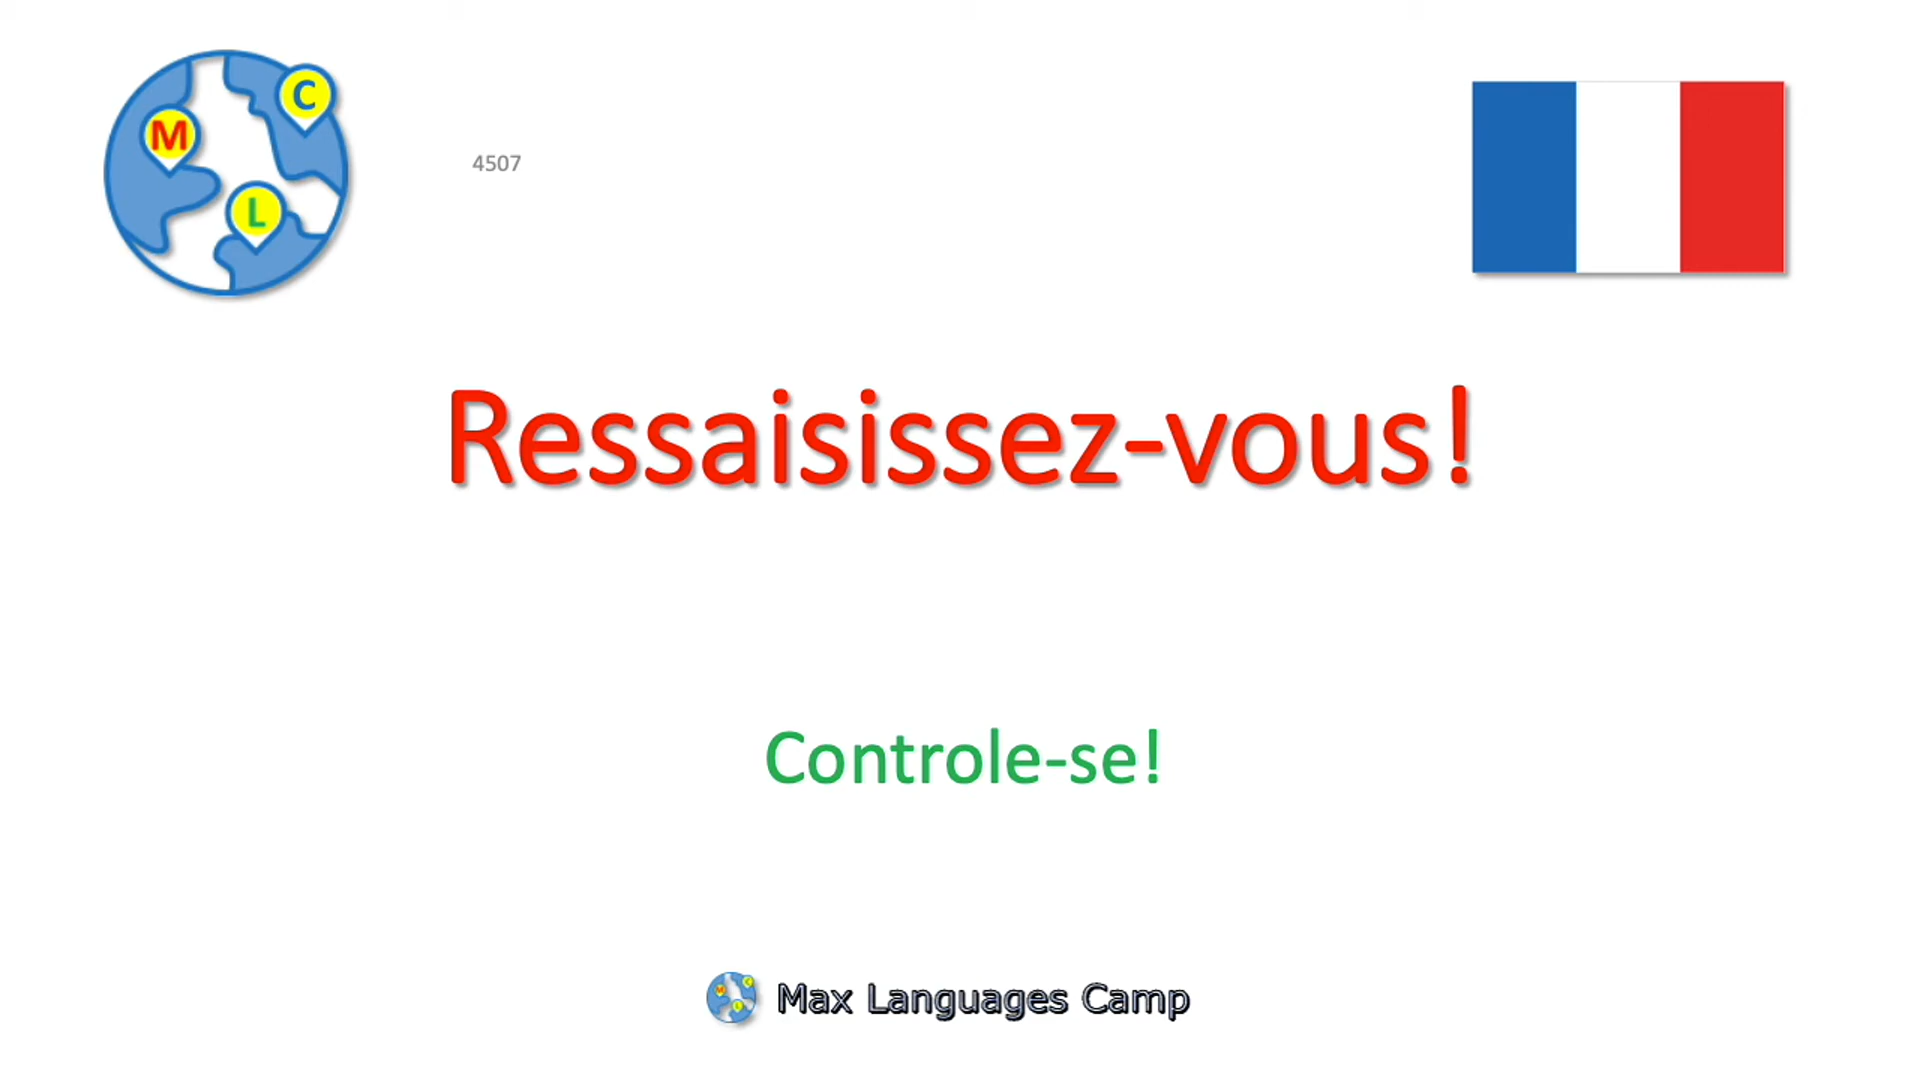 C
M
4507
L
Ressaisissez-vous!
Controle-se!
Max Languages Camp